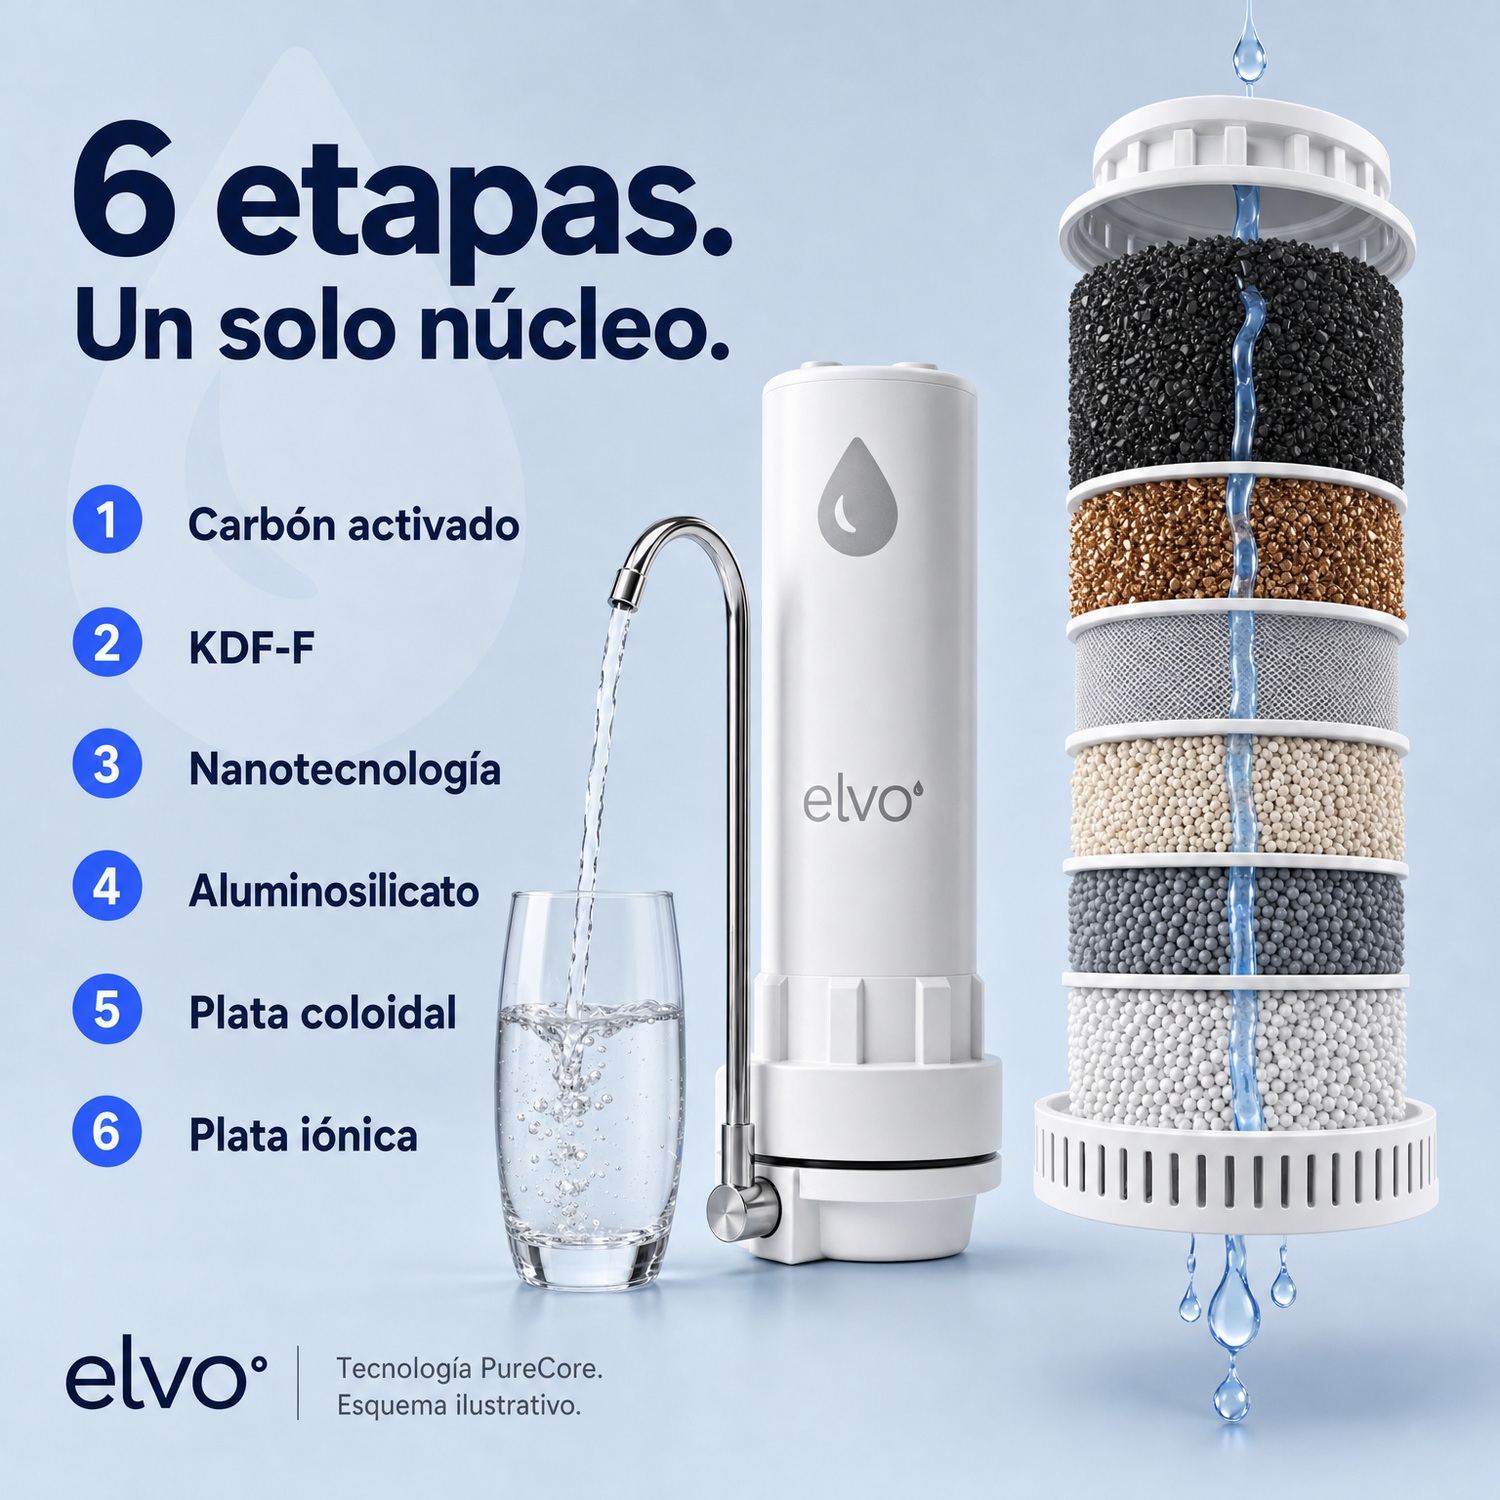 6 etapas.
Un solo núcleo.
1 Carbón activado
2 KDF-F
3 Nanotecnología
4 Aluminosilicato
5 Plata coloidal
6 Plata iónica
elvo
elvo°
Tecnología PureCore.
Esquema ilustrativo.